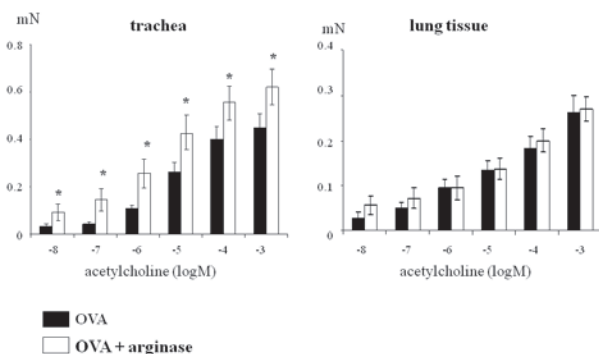 mN
trachea
0.8
0.6
0.4
0.2
0
* * * * * *
-8 -7 -6 -5 -4 -3
acetylcholine (logM)
mN
lung tissue
0.4
0.3
0.2
0.1
0
-8 -7 -6 -5 -4 -3
acetylcholine (logM)
OVA
OVA + arginase